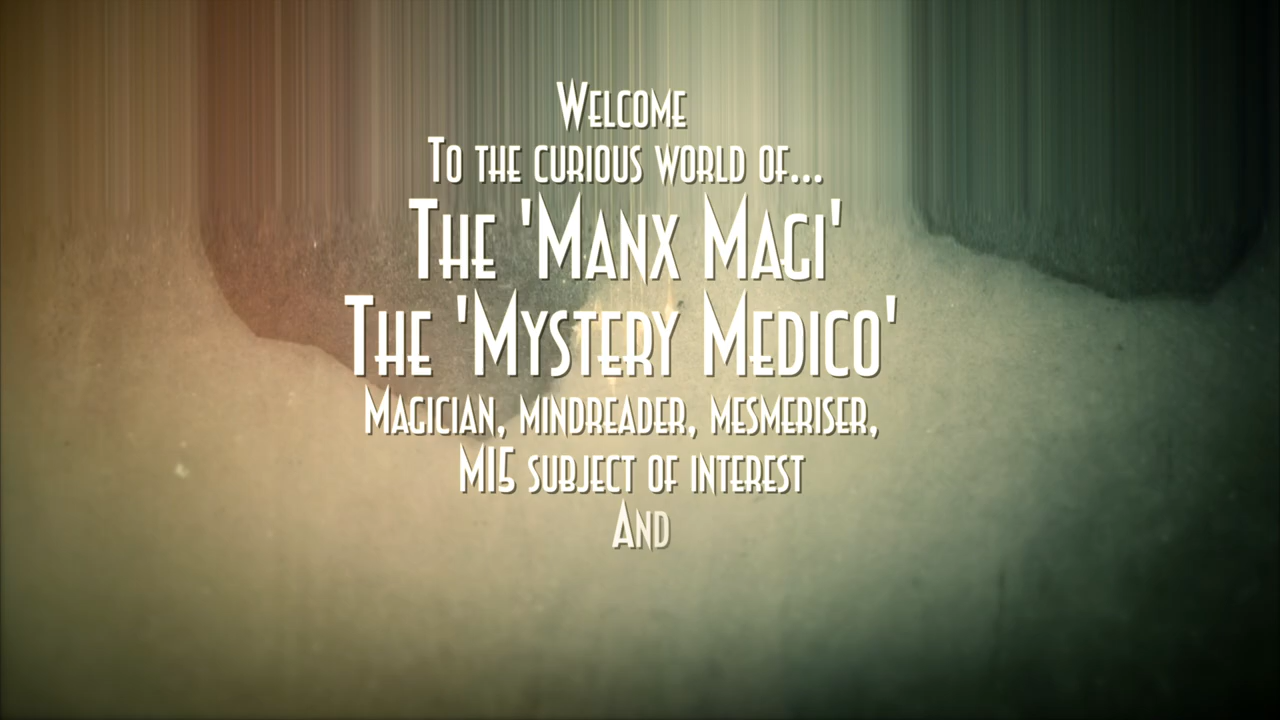 Welcome
To the curious world of...
The 'Manx Magi'
The 'Mystery Medico'
Magician, mindreader, mesmeriser,
MI5 subject of interest
And